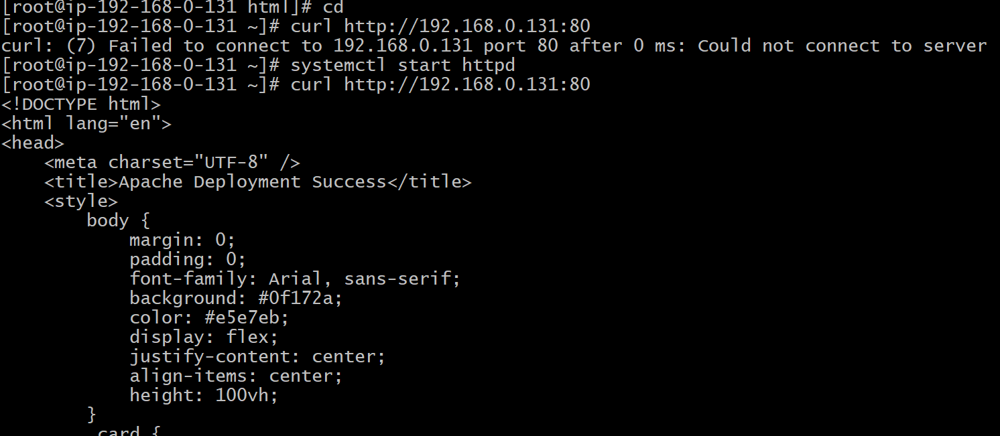 [root@ip-192-168-0-131 html]# cd
[root@ip-192-168-0-131 ~]# curl http://192.168.0.131:80
curl: (7) Failed to connect to 192.168.0.131 port 80 after 0 ms: Could not connect to server
[root@ip-192-168-0-131 ~]# systemctl start httpd
[root@ip-192-168-0-131 ~]# curl http://192.168.0.131:80
<!DOCTYPE html>
<html lang="en">
<head>
    <meta charset="UTF-8" />
    <title>Apache Deployment Success</title>
    <style>
        body {
            margin: 0;
            padding: 0;
            font-family: Arial, sans-serif;
            background: #0f172a;
            color: #e5e7eb;
            display: flex;
            justify-content: center;
            align-items: center;
            height: 100vh;
        }
        .card {